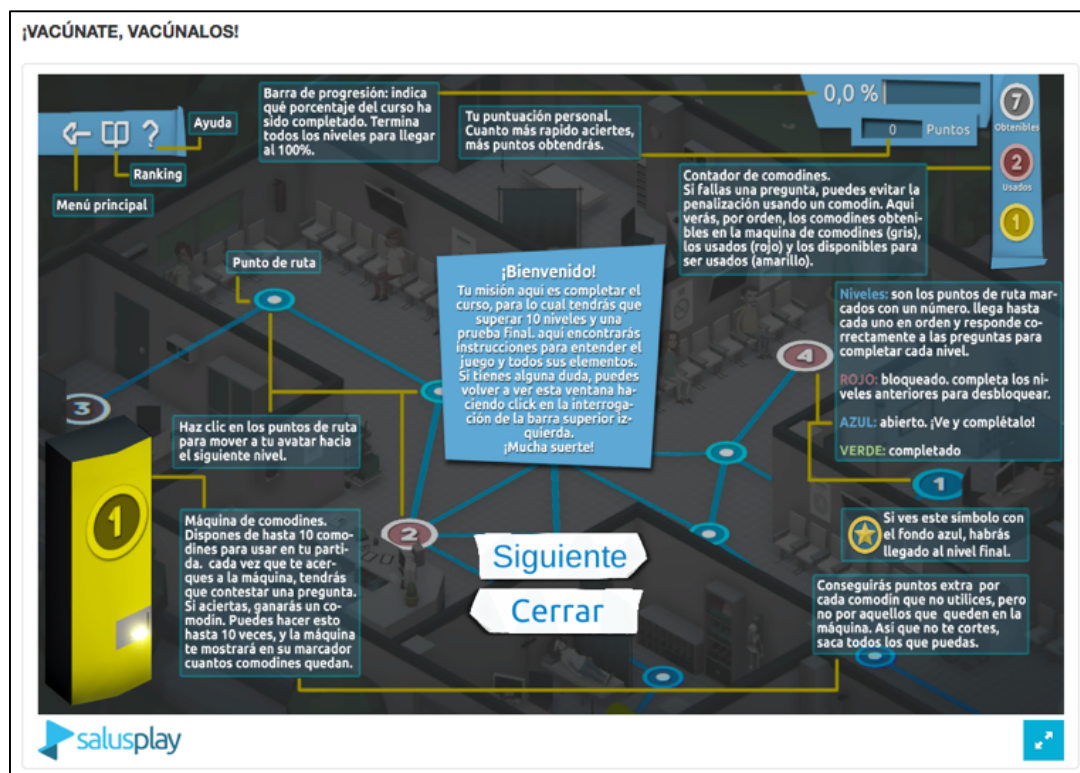 ¡VACÚNATE, VACÚNALOS!
Ayuda
Ranking
Menú principal
Barra de progresión: indica
qué porcentaje del curso ha
sido completado. Termina
todos los niveles para llegar
al 100%.
Tu puntuación personal.
Cuanto más rapido aciertes,
más puntos obtendrás.
0,0 %
0 Puntos
7
Obtenibles
2
Usados
1
Contador de comodines.
Si fallas una pregunta, puedes evitar la
penalización usando un comodín. Aqui
verás, por orden, los comodines obteni-
bles en la maquina de comodines (gris),
los usados (rojo) y los disponibles para
ser usados (amarillo).
Punto de ruta
¡Bienvenido!
Tu misión aqui es completar el
curso, para lo cual tendrás que
superar 10 niveles y una
prueba final. aquí encontrarás
instrucciones para entender el
juego y todos sus elementos.
Si tienes alguna duda, puedes
volver a ver esta ventana ha-
ciendo click en la interroga-
ción de la barra superior iz-
quierda.
¡Mucha suerte!
Niveles: son los puntos de ruta mar-
cados con un número. llega hasta
cada uno en orden y responde co-
rrectamente a las preguntas para
completar cada nivel.
ROJO: bloqueado. completa los ni-
veles anteriores para desbloquear.
AZUL: abierto. ¡Ve y complétalo!
VERDE: completado
4
3
Haz clic en los puntos de ruta
para mover a tu avatar hacia
el siguiente nivel.
1
1
2
Máquina de comodines.
Dispones de hasta 10 como-
dines para usar en tu parti-
da. cada vez que te acer-
ques a la máquina, tendrás
que contestar una pregunta.
Si aciertas, ganarás un co-
modín. Puedes hacer esto
hasta 10 veces, y la máquina
te mostrará en su marcador
cuantos comodines quedan.
Siguiente
Cerrar
Si ves este símbolo con
el fondo azul, habrás
llegado al nivel final.
Conseguirás puntos extra por
cada comodín que no utilices, pero
no por aquellos que queden en la
máquina. Así que no te cortes,
saca todos los que puedas.
salusplay